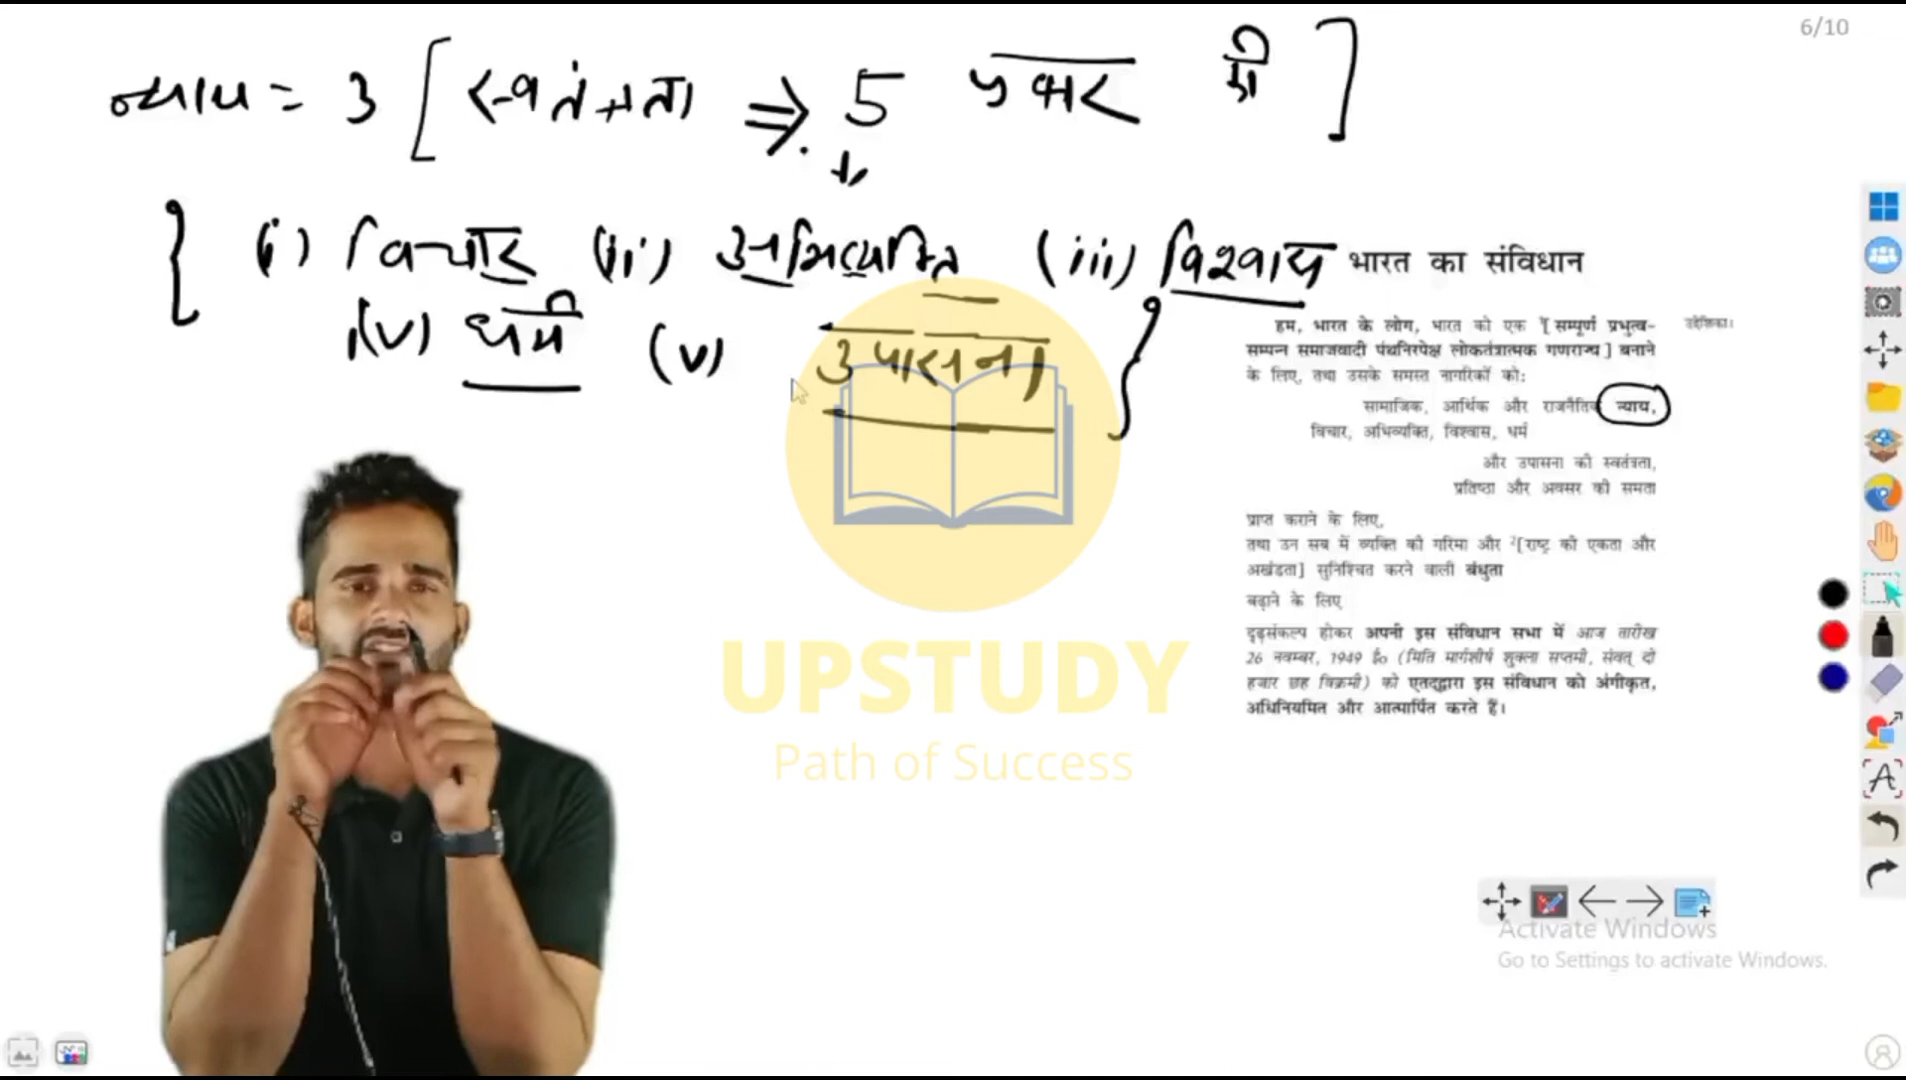 6/10
न्याय = 3 [ स्वतंत्रता ⇒ 5 प्रकार की ]
{ (i) विचार (ii) अभिव्यक्ति (iii) विश्वास
(iv) धर्म (v) उपासना }
भारत का संविधान
उद्देशिका।
हम, भारत के लोग, भारत को एक ¹[सम्पूर्ण प्रभुत्व-
सम्पन्न समाजवादी पंथनिरपेक्ष लोकतंत्रात्मक गणराज्य] बनाने
के लिए, तथा उसके समस्त नागरिकों को:
सामाजिक, आर्थिक और राजनैतिक न्याय,
विचार, अभिव्यक्ति, विश्वास, धर्म
और उपासना की स्वतंत्रता,
प्रतिष्ठा और अवसर की समता
प्राप्त कराने के लिए,
तथा उन सब में व्यक्ति की गरिमा और ²[राष्ट्र की एकता और
अखंडता] सुनिश्चित करने वाली बंधुता
बढ़ाने के लिए
दृढ़संकल्प होकर अपनी इस संविधान सभा में आज तारीख
26 नवम्बर, 1949 ई० (मिति मार्गशीर्ष शुक्ला सप्तमी, संवत् दो
हजार छह विक्रमी) को एतद्द्वारा इस संविधान को अंगीकृत,
अधिनियमित और आत्मार्पित करते हैं।
UPSTUDY
Path of Success
Activate Windows
Go to Settings to activate Windows.